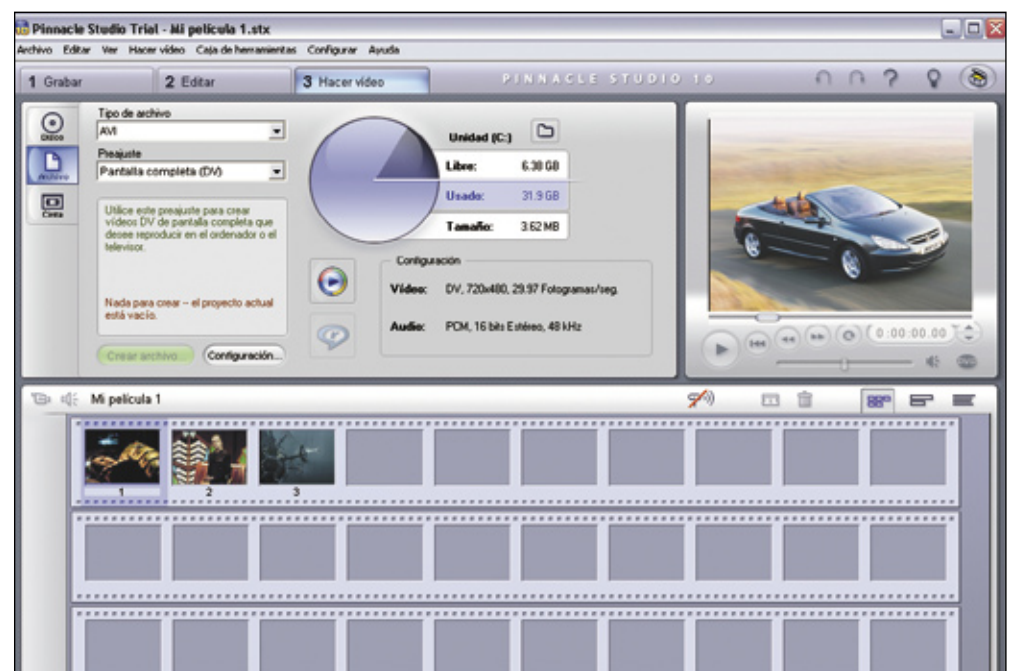 Pinnacle Studio Trial - Mi película 1.stx
Archivo Editar Ver Hacer vídeo Caja de herramientas Configurar Ayuda
1 Grabar 2 Editar 3 Hacer vídeo PINNACLE STUDIO 10
Disco
Archivo
Cinta
Tipo de archivo
AVI
Preajuste
Pantalla completa (DV)
Utilice este preajuste para crear
vídeos DV de pantalla completa que
desee reproducir en el ordenador o el
televisor.
Nada para crear – el proyecto actual
está vacío.
Crear archivo... Configuración...
Unidad (C:)
Libre: 6.38 GB
Usado: 31.9 GB
Tamaño: 3.62 MB
Configuración
Vídeo: DV, 720x480, 29.97 Fotogramas/seg.
Audio: PCM, 16 bits Estéreo, 48 kHz
0:00:00.00
Mi película 1
1 2 3